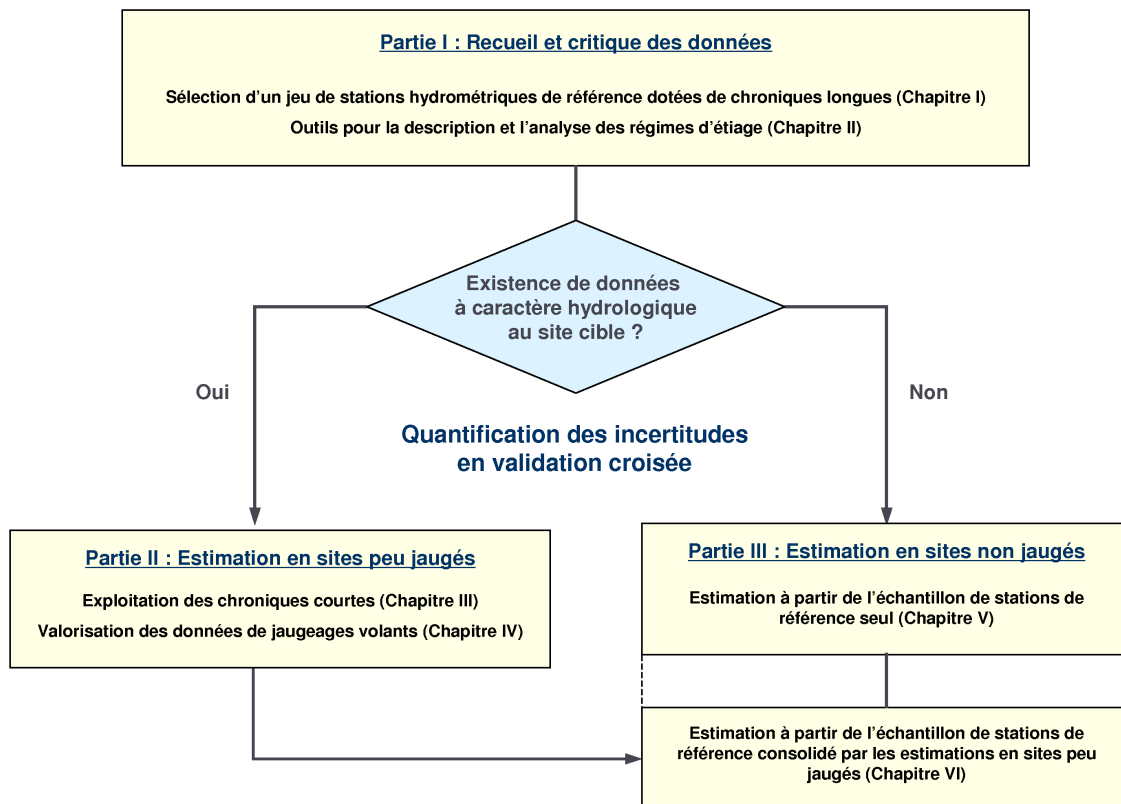 Partie I : Recueil et critique des données
Sélection d'un jeu de stations hydrométriques de référence dotées de chroniques longues (Chapitre I)
Outils pour la description et l'analyse des régimes d'étiage (Chapitre II)
Existence de données
à caractère hydrologique
au site cible ?
Oui
Non
Quantification des incertitudes
en validation croisée
Partie II : Estimation en sites peu jaugés
Exploitation des chroniques courtes (Chapitre III)
Valorisation des données de jaugeages volants (Chapitre IV)
Partie III : Estimation en sites non jaugés
Estimation à partir de l'échantillon de stations de
référence seul (Chapitre V)
Estimation à partir de l'échantillon de stations de
référence consolidé par les estimations en sites peu
jaugés (Chapitre VI)